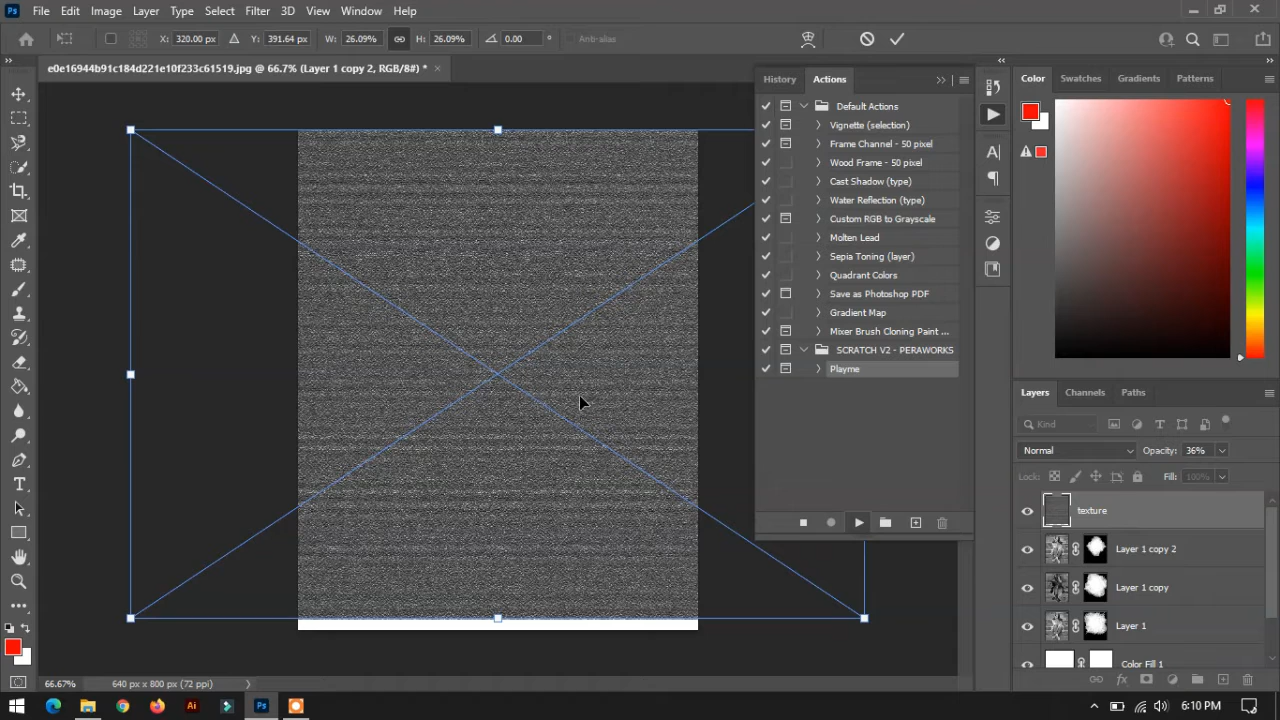 Ps File Edit Image Layer Type Select Filter 3D View Window Help
X: 320.00 px Y: 391.64 px W: 26.09% H: 26.09% 0.00 ° Anti-alias
e0e16944b91c184d221e10f233c61519.jpg @ 66.7% (Layer 1 copy 2, RGB/8#) *
History Actions
Default Actions
Vignette (selection)
Frame Channel - 50 pixel
Wood Frame - 50 pixel
Cast Shadow (type)
Water Reflection (type)
Custom RGB to Grayscale
Molten Lead
Sepia Toning (layer)
Quadrant Colors
Save as Photoshop PDF
Gradient Map
Mixer Brush Cloning Paint ...
SCRATCH V2 - PERAWORKS
Playme
Color Swatches Gradients Patterns
Layers Channels Paths
Kind
Normal Opacity: 36%
Lock: Fill: 100%
texture
Layer 1 copy 2
Layer 1 copy
Layer 1
Color Fill 1
66.67% 640 px x 800 px (72 ppi)
Ai Ps 6:10 PM